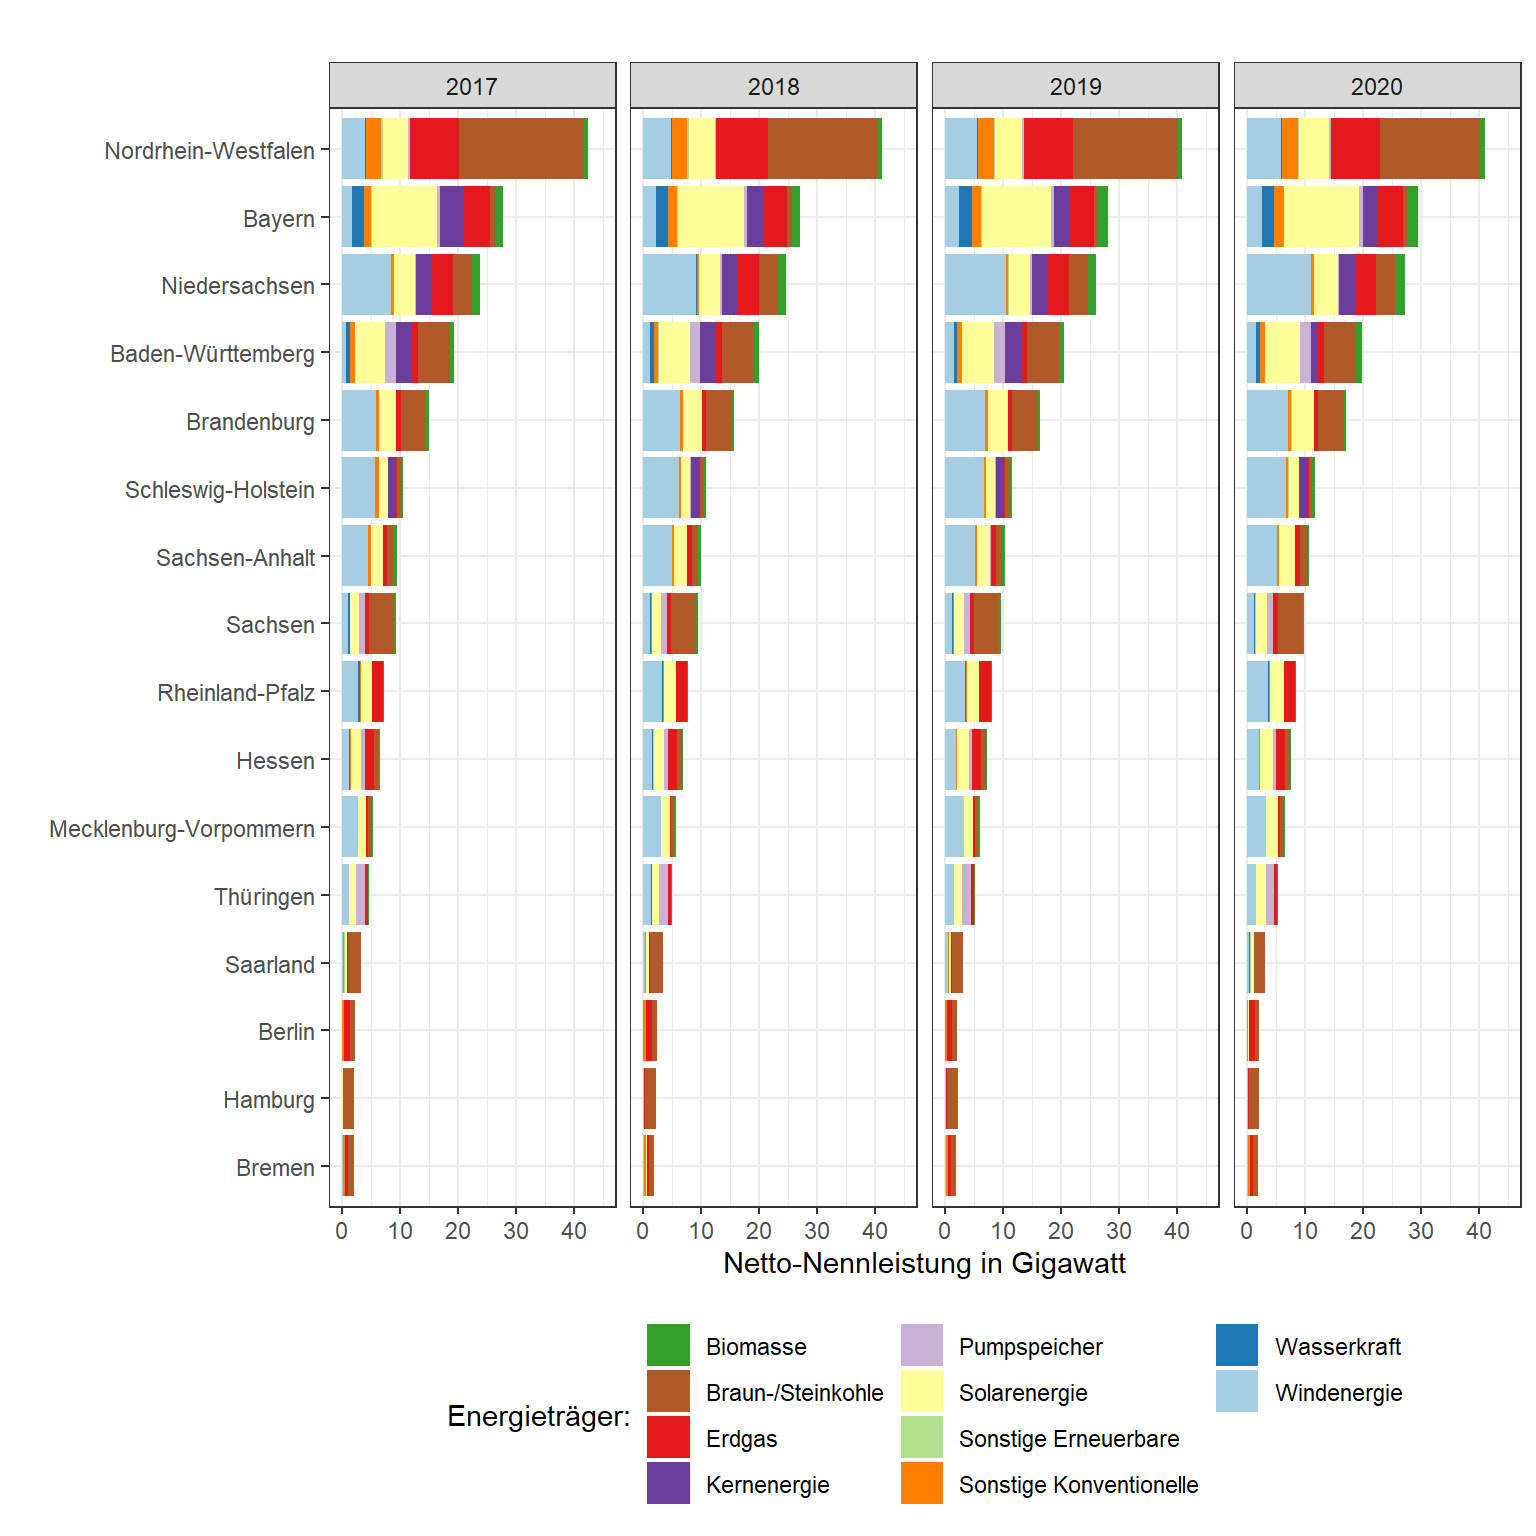 2017 2018 2019 2020
Nordrhein-Westfalen
Bayern
Niedersachsen
Baden-Württemberg
Brandenburg
Schleswig-Holstein
Sachsen-Anhalt
Sachsen
Rheinland-Pfalz
Hessen
Mecklenburg-Vorpommern
Thüringen
Saarland
Berlin
Hamburg
Bremen
0 10 20 30 40 0 10 20 30 40 0 10 20 30 40 0 10 20 30 40
Netto-Nennleistung in Gigawatt
Energieträger:
Biomasse
Braun-/Steinkohle
Erdgas
Kernenergie
Pumpspeicher
Solarenergie
Sonstige Erneuerbare
Sonstige Konventionelle
Wasserkraft
Windenergie